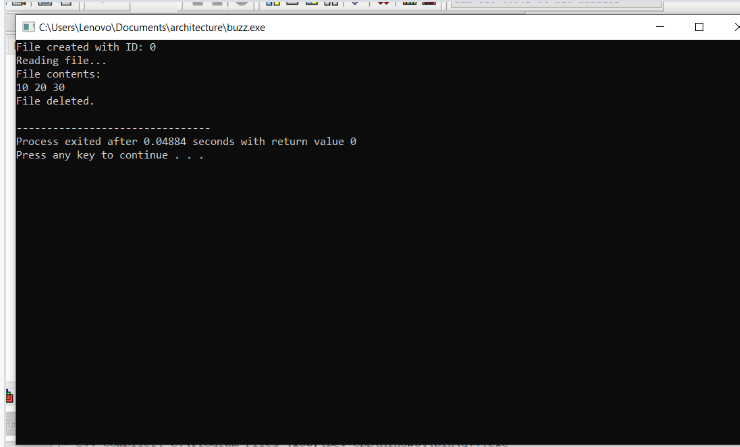 C:\Users\Lenovo\Documents\architecture\buzz.exe
File created with ID: 0
Reading file...
File contents:
10 20 30
File deleted.
--------------------------------
Process exited after 0.04884 seconds with return value 0
Press any key to continue . . .